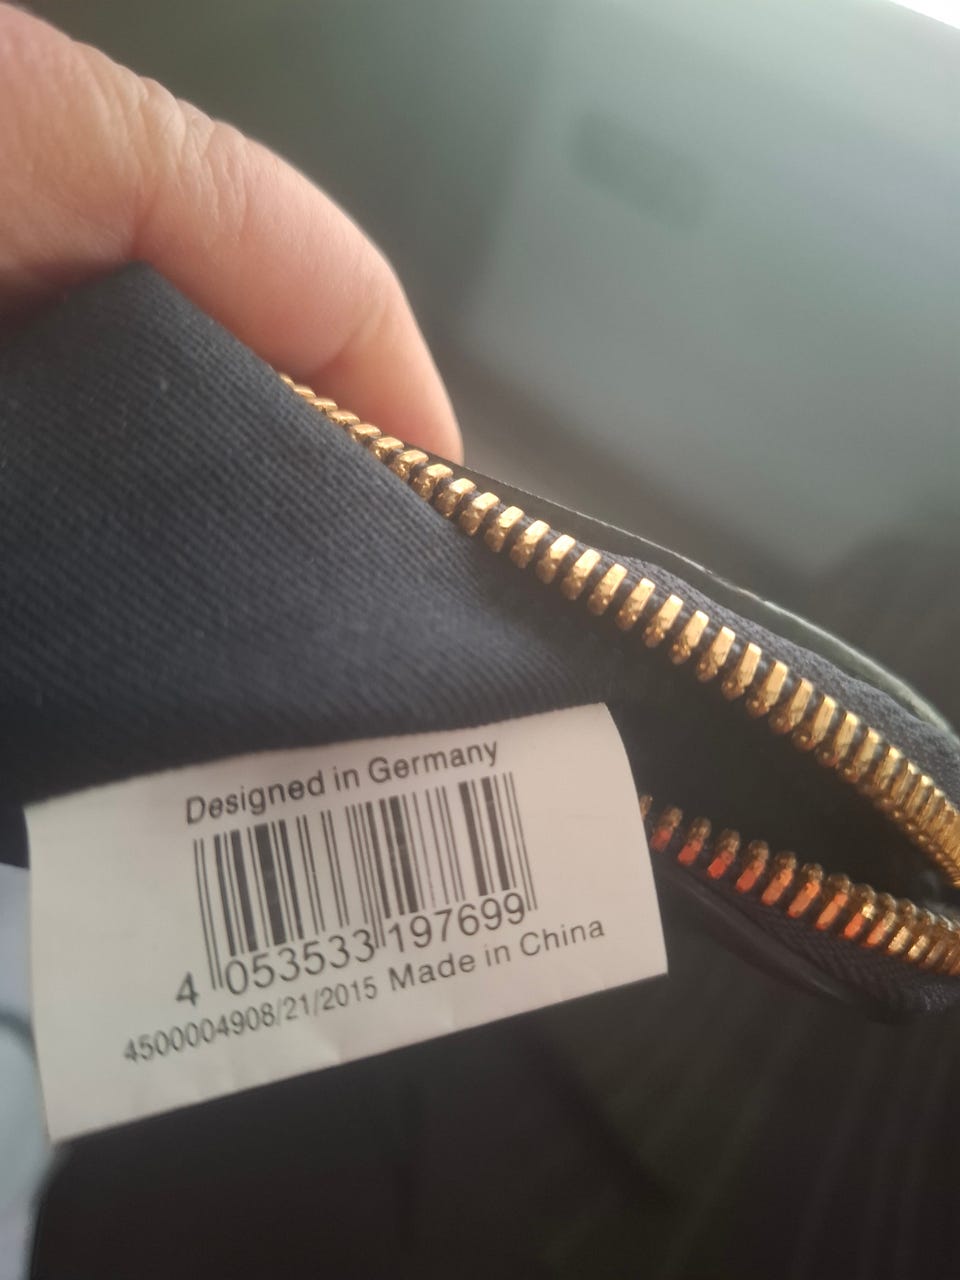 Designed in Germany
4 053533 197699
4500004908/21/2015 Made in China